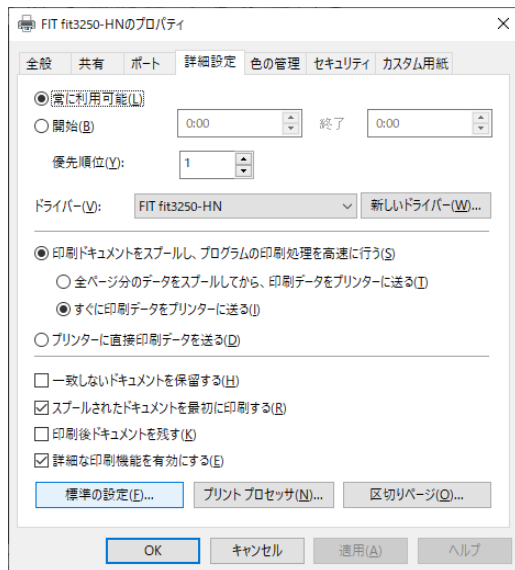 FIT fit3250-HNのプロパティ
全般 共有 ポート 詳細設定 色の管理 セキュリティ カスタム用紙
常に利用可能(L)
開始(B) 0:00 終了 0:00
優先順位(Y): 1
ドライバー(V): FIT fit3250-HN 新しいドライバー(W)...
印刷ドキュメントをスプールし、プログラムの印刷処理を高速に行う(S)
全ページ分のデータをスプールしてから、印刷データをプリンターに送る(T)
すぐに印刷データをプリンターに送る(I)
プリンターに直接印刷データを送る(D)
一致しないドキュメントを保留する(H)
スプールされたドキュメントを最初に印刷する(R)
印刷後ドキュメントを残す(K)
詳細な印刷機能を有効にする(E)
標準の設定(F)... プリント プロセッサ(N)... 区切りページ(O)...
OK キャンセル 適用(A) ヘルプ